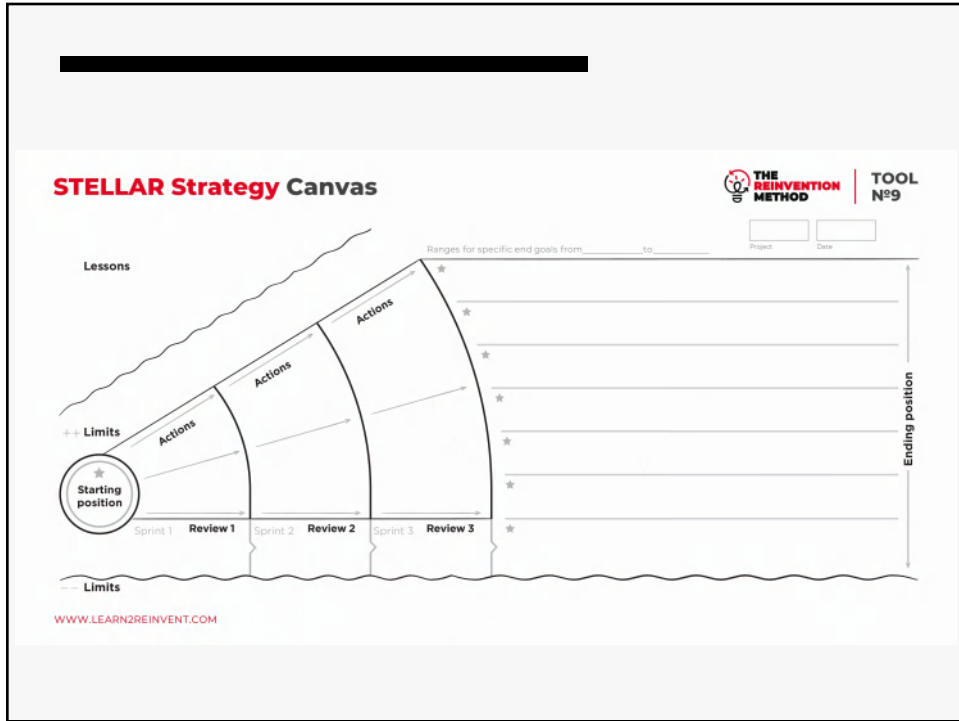 STELLAR Strategy Canvas
THE
REINVENTION
METHOD
TOOL
Nº9
Project
Date
Ranges for specific end goals from____________to___________
Lessons
Actions
Actions
Actions
++ Limits
Starting
position
Sprint 1
Review 1
Sprint 2
Review 2
Sprint 3
Review 3
Ending position
-- Limits
WWW.LEARN2REINVENT.COM